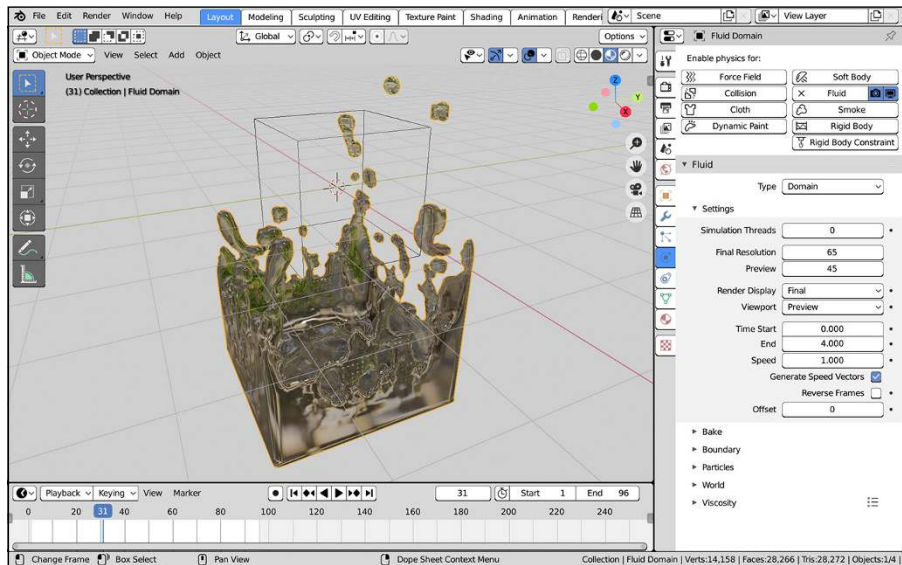 File Edit Render Window Help Layout Modeling Sculpting UV Editing Texture Paint Shading Animation Renderi Scene View Layer
Global Options Fluid Domain
Object Mode View Select Add Object
User Perspective
(31) Collection | Fluid Domain
Z
Y
X
Enable physics for:
Force Field Soft Body
Collision Fluid
Cloth Smoke
Dynamic Paint Rigid Body
Rigid Body Constraint
Fluid
Type Domain
Settings
Simulation Threads 0
Final Resolution 65
Preview 45
Render Display Final
Viewport Preview
Time Start 0.000
End 4.000
Speed 1.000
Generate Speed Vectors
Reverse Frames
Offset 0
Bake
Boundary
Particles
World
Viscosity
Playback Keying View Marker 31 Start 1 End 96
0 20 31 40 60 80 100 120 140 160 180 200 220 240
Change Frame Box Select Pan View Dope Sheet Context Menu Collection | Fluid Domain | Verts:14,158 | Faces:28,266 | Tris:28,272 | Objects:1/4 |